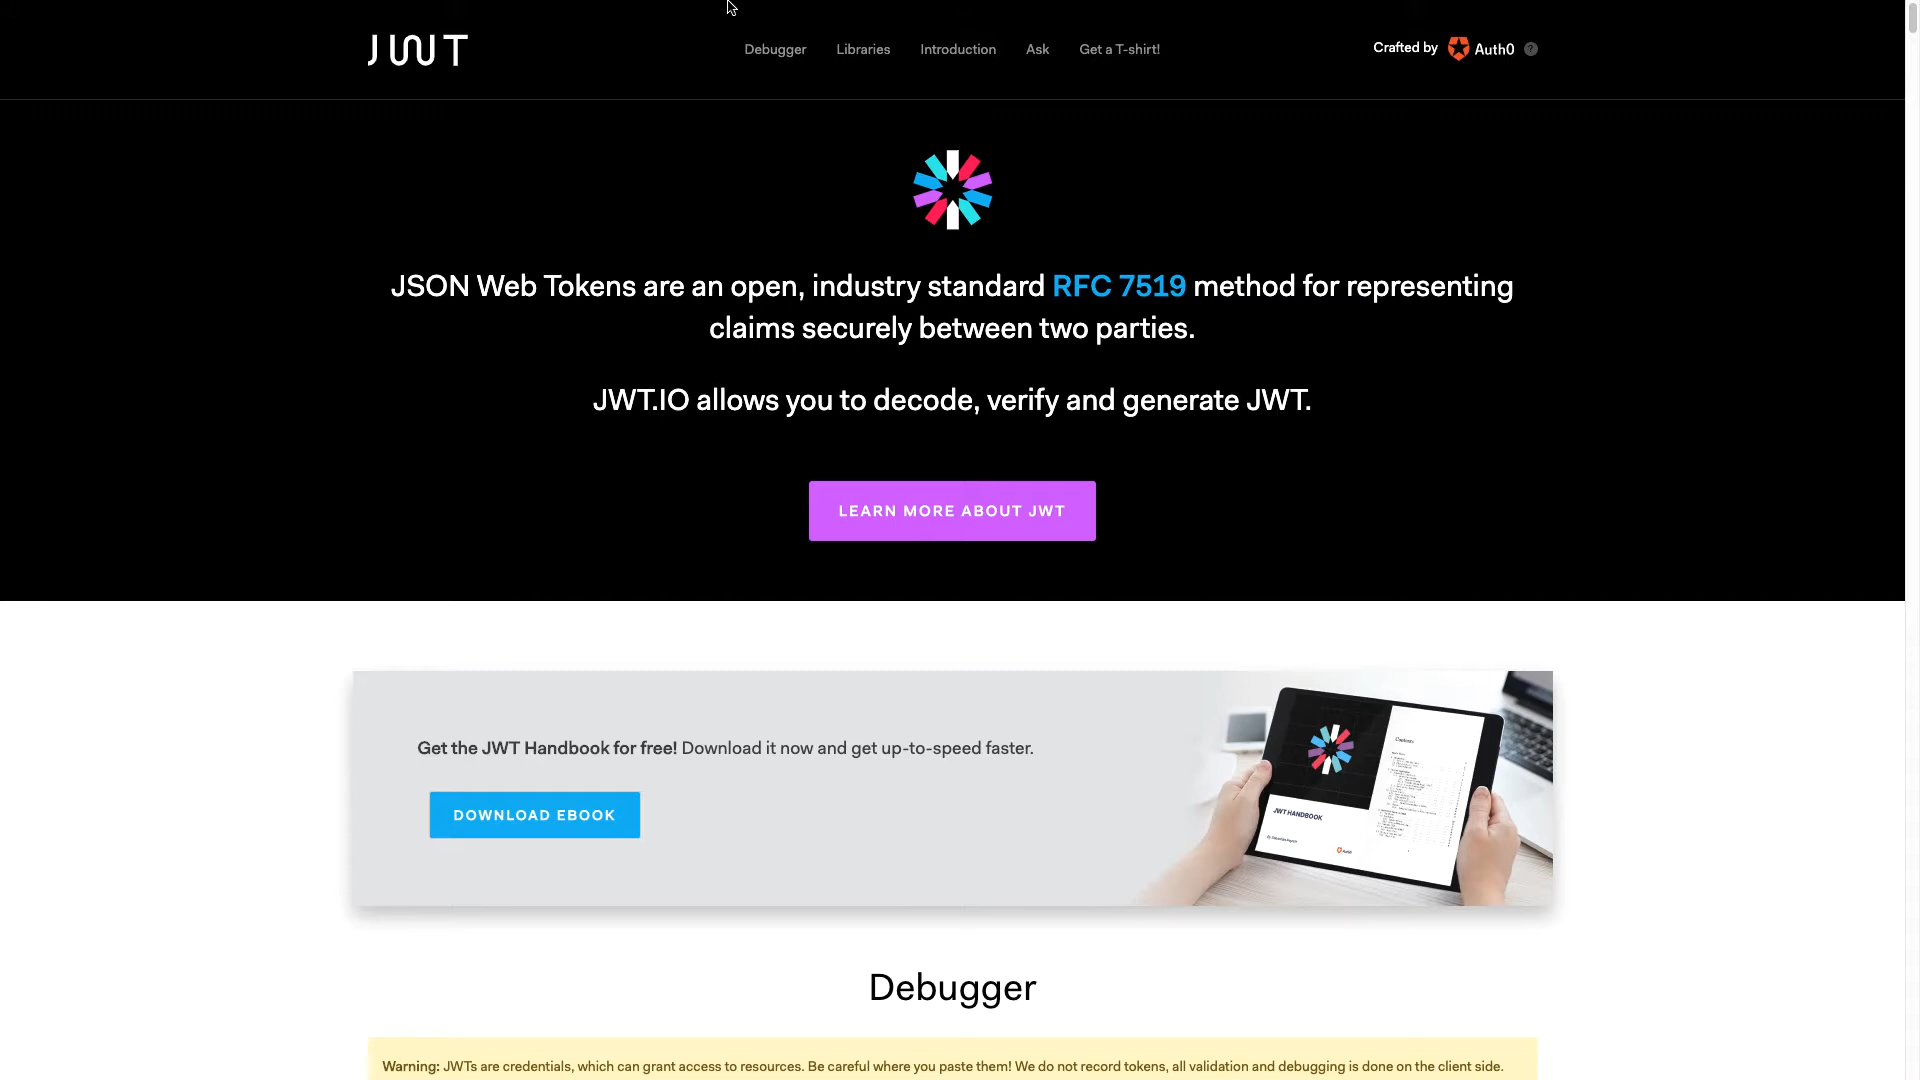 JWT
Debugger
Libraries
Introduction
Ask
Get a T-shirt!
Crafted by
Auth0
?
JSON Web Tokens are an open, industry standard RFC 7519 method for representing
claims securely between two parties.
JWT.IO allows you to decode, verify and generate JWT.
LEARN MORE ABOUT JWT
Get the JWT Handbook for free! Download it now and get up-to-speed faster.
DOWNLOAD EBOOK
JWT HANDBOOK
Debugger
Warning: JWTs are credentials, which can grant access to resources. Be careful where you paste them! We do not record tokens, all validation and debugging is done on the client side.